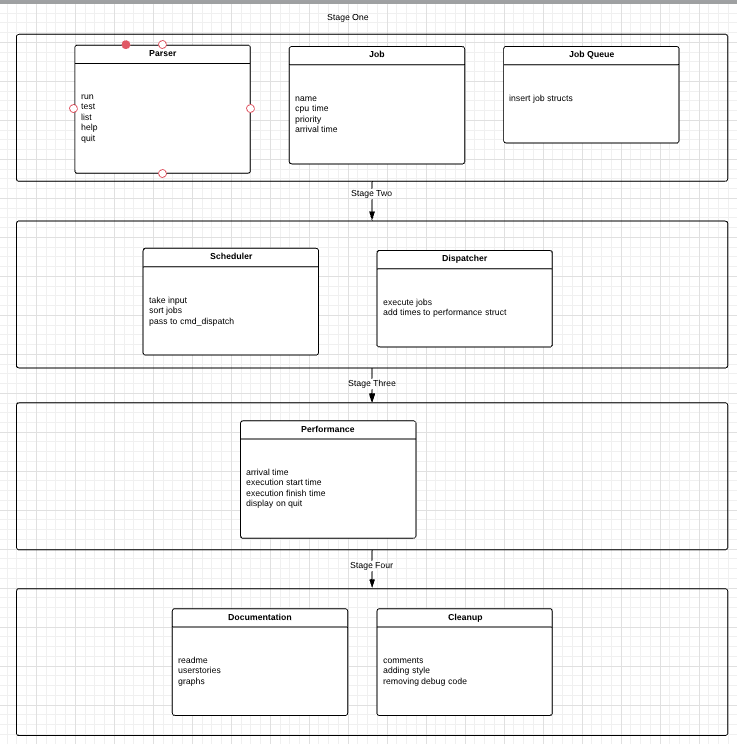 Stage One
Parser
run
test
list
help
quit
Job
name
cpu time
priority
arrival time
Job Queue
insert job structs
Stage Two
Scheduler
take input
sort jobs
pass to cmd_dispatch
Dispatcher
execute jobs
add times to performance struct
Stage Three
Performance
arrival time
execution start time
execution finish time
display on quit
Stage Four
Documentation
readme
userstories
graphs
Cleanup
comments
adding style
removing debug code